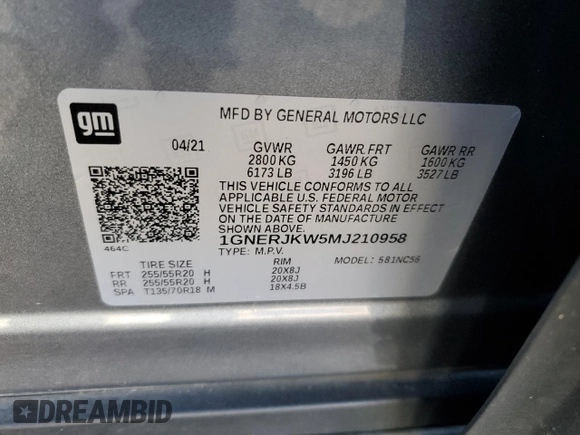 gm
MFD BY GENERAL MOTORS LLC
04/21 GVWR GAWR FRT GAWR RR
2800 KG 1450 KG 1600 KG
6173 LB 3196 LB 3527 LB
THIS VEHICLE CONFORMS TO ALL
APPLICABLE U.S. FEDERAL MOTOR
VEHICLE SAFETY STANDARDS IN EFFECT
ON THE DATE OF MANUFACTURE
SHOWN ABOVE.
464C 1GNERJKW5MJ210958
TYPE: M.P.V. MODEL: 581NC56
TIRE SIZE RIM
FRT 255/55R20 H 20X8J
RR 255/55R20 H 20X8J
SPA T135/70R18 M 18X4.5B
DREAMBID